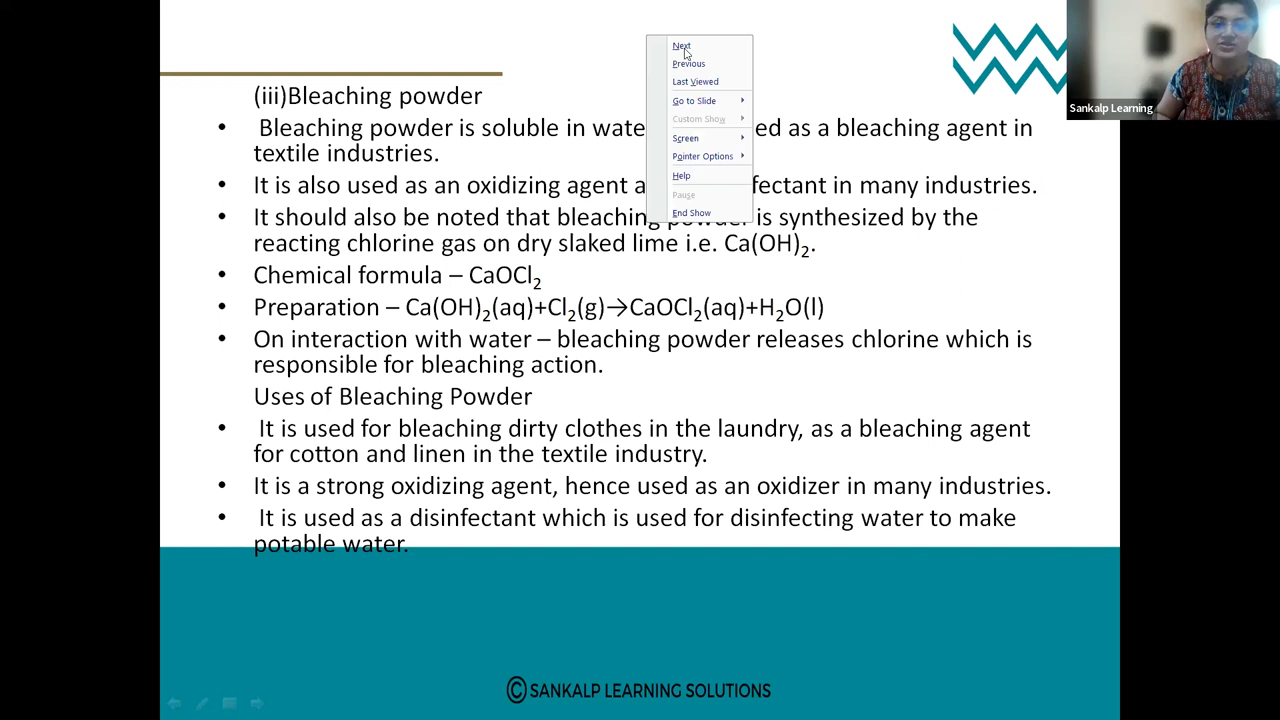 (iii)Bleaching powder
• Bleaching powder is soluble in wate ed as a bleaching agent in
textile industries.
• It is also used as an oxidizing agent a fectant in many industries.
• It should also be noted that bleaching powder is synthesized by the
reacting chlorine gas on dry slaked lime i.e. Ca(OH)₂.
• Chemical formula – CaOCl₂
• Preparation – Ca(OH)₂(aq)+Cl₂(g)→CaOCl₂(aq)+H₂O(l)
• On interaction with water – bleaching powder releases chlorine which is
responsible for bleaching action.
Uses of Bleaching Powder
• It is used for bleaching dirty clothes in the laundry, as a bleaching agent
for cotton and linen in the textile industry.
• It is a strong oxidizing agent, hence used as an oxidizer in many industries.
• It is used as a disinfectant which is used for disinfecting water to make
potable water.
Next
Previous
Last Viewed
Go to Slide
Custom Show
Screen
Pointer Options
Help
Pause
End Show
Sankalp Learning
© SANKALP LEARNING SOLUTIONS